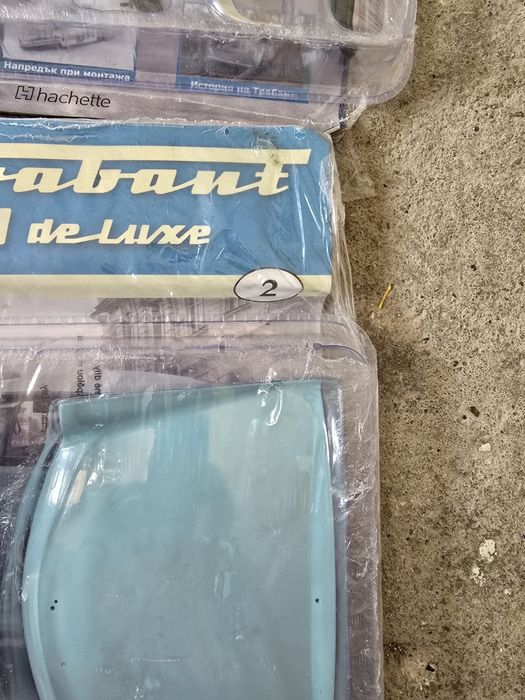 Напредък при монтажа
История на Трабант
hachette
rabant
de Luxe
2